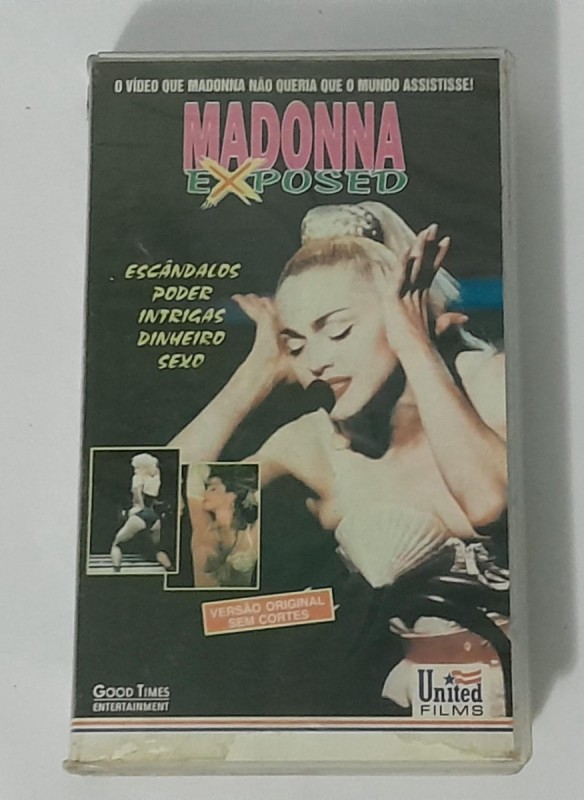 O VÍDEO QUE MADONNA NÃO QUERIA QUE O MUNDO ASSISTISSE!
MADONNA
EXPOSED
ESCÂNDALOS
PODER
INTRIGAS
DINHEIRO
SEXO
VERSÃO ORIGINAL
SEM CORTES
GOOD TIMES
ENTERTAINMENT
United
FILMS